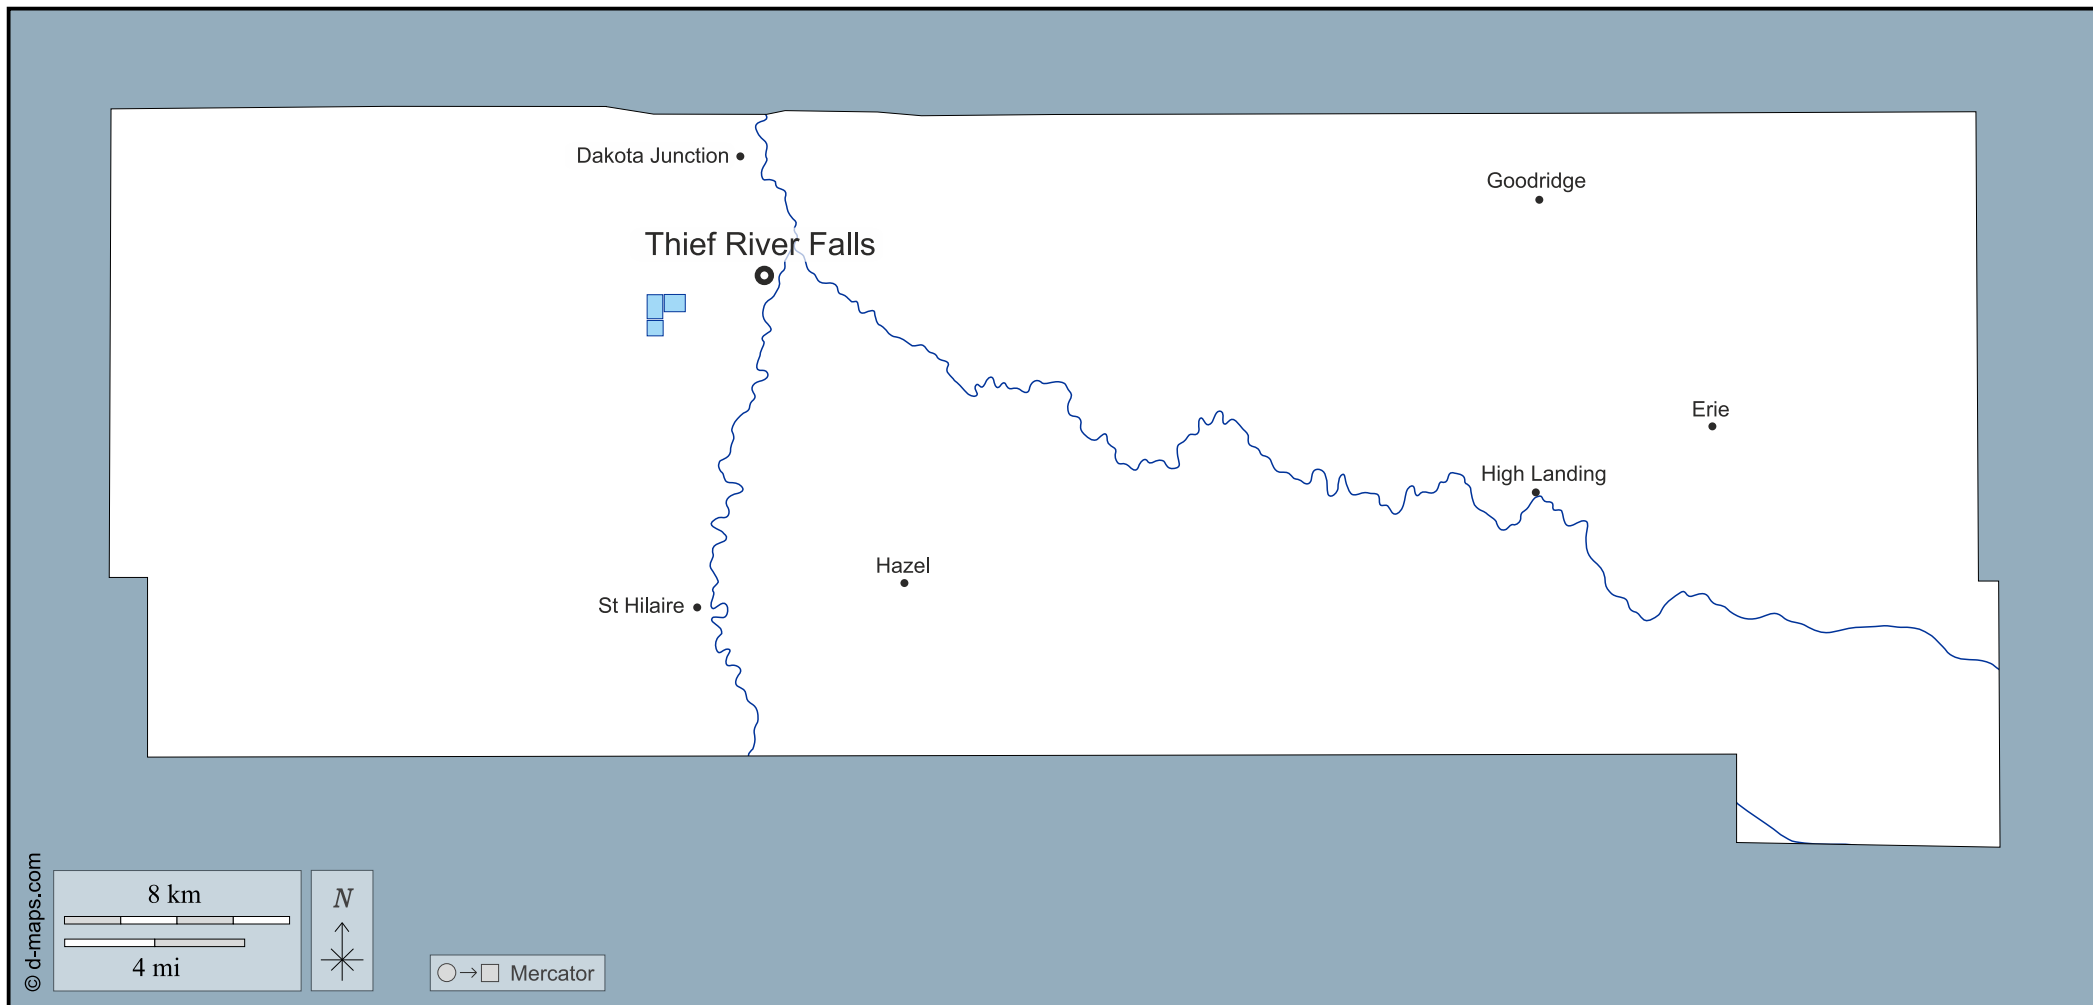 Dakota Junction
Goodridge
Thief River Falls
Erie
High Landing
Hazel
St Hilaire
© d-maps.com
8 km
4 mi
N
Mercator